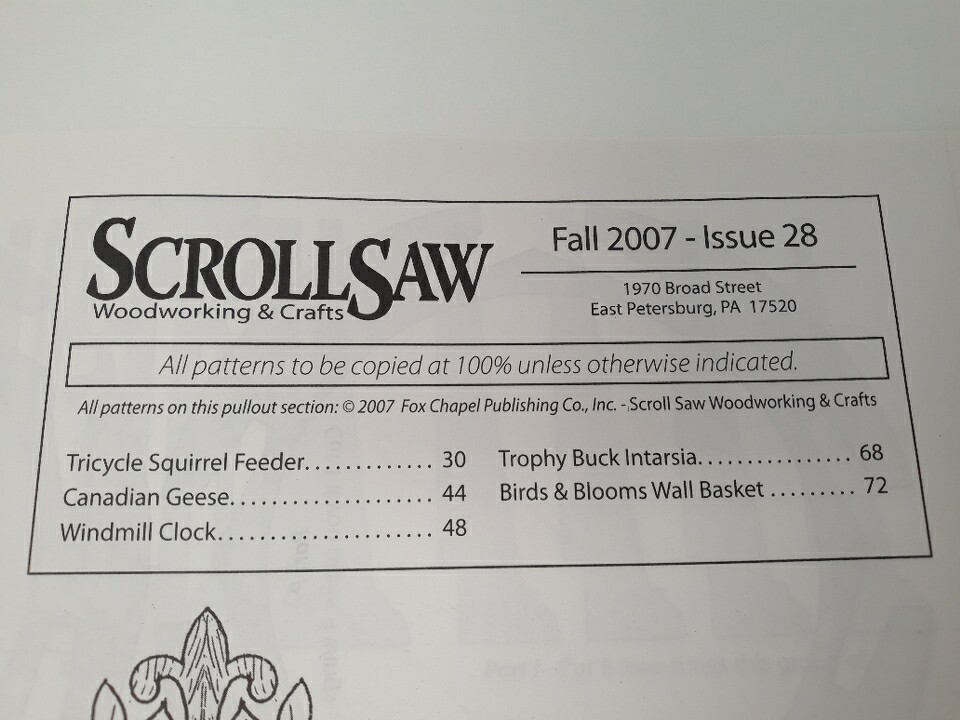 SCROLLSAW
Woodworking & Crafts
Fall 2007 - Issue 28
1970 Broad Street
East Petersburg, PA 17520
All patterns to be copied at 100% unless otherwise indicated.
All patterns on this pullout section: © 2007 Fox Chapel Publishing Co., Inc. - Scroll Saw Woodworking & Crafts
Tricycle Squirrel Feeder............. 30
Canadian Geese.................... 44
Windmill Clock..................... 48
Trophy Buck Intarsia............... 68
Birds & Blooms Wall Basket ......... 72